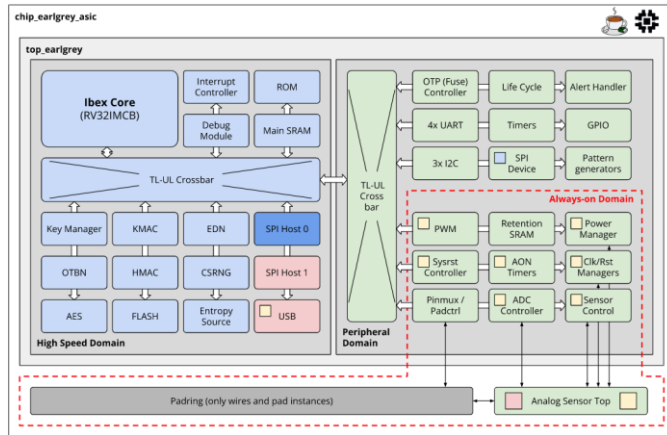 chip_earlgrey_asic
top_earlgrey
Ibex Core
(RV32IMCB)
Interrupt
Controller
ROM
Debug
Module
Main SRAM
TL-UL Crossbar
Key Manager
KMAC
EDN
SPI Host 0
OTBN
HMAC
CSRNG
SPI Host 1
AES
FLASH
Entropy
Source
USB
High Speed Domain
TL-UL
Cross
bar
OTP (Fuse)
Controller
Life Cycle
Alert Handler
4x UART
Timers
GPIO
3x I2C
SPI
Device
Pattern
generators
Always-on Domain
PWM
Retention
SRAM
Power
Manager
Sysrst
Controller
AON
Timers
Clk/Rst
Managers
Pinmux /
Padctrl
ADC
Controller
Sensor
Control
Peripheral
Domain
Padring (only wires and pad instances)
Analog Sensor Top